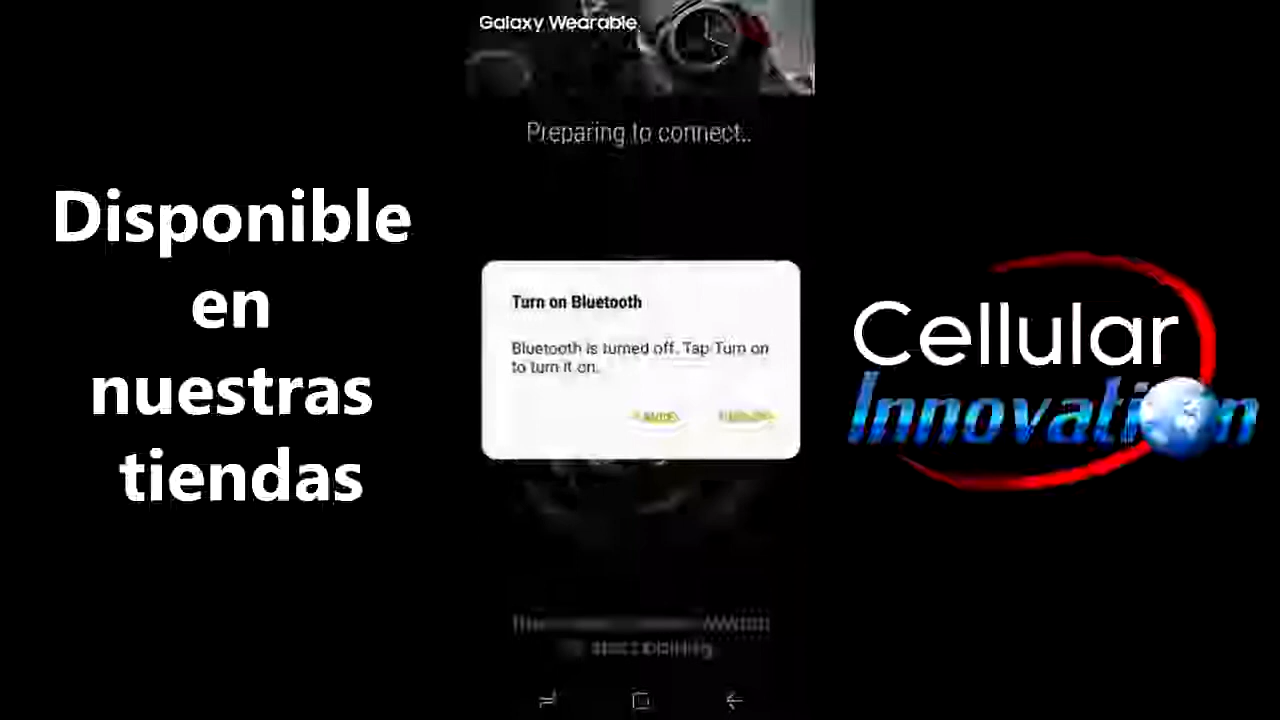 Galaxy Wearable
Preparing to connect..
Disponible
en
nuestras
tiendas
Turn on Bluetooth
Bluetooth is turned off. Tap Turn on
to turn it on.
Cellular
Innovation